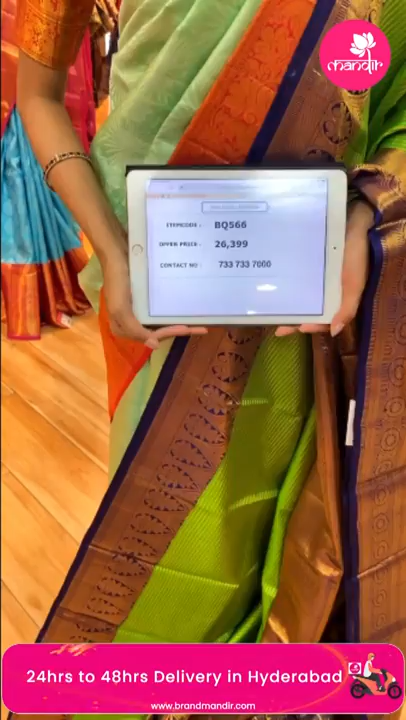 mandir
ITEMCODE : BQ566
OFFER PRICE : 26,399
CONTACT NO : 733 733 7000
24hrs to 48hrs Delivery in Hyderabad
www.brandmandir.com